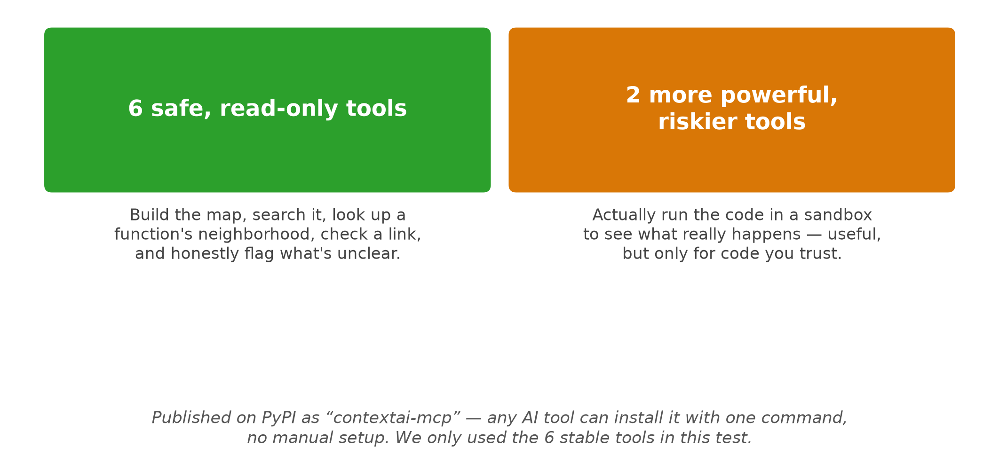 6 safe, read-only tools
2 more powerful,
riskier tools
Build the map, search it, look up a
function's neighborhood, check a link,
and honestly flag what's unclear.
Actually run the code in a sandbox
to see what really happens — useful,
but only for code you trust.
Published on PyPI as “contextai-mcp” — any AI tool can install it with one command,
no manual setup. We only used the 6 stable tools in this test.